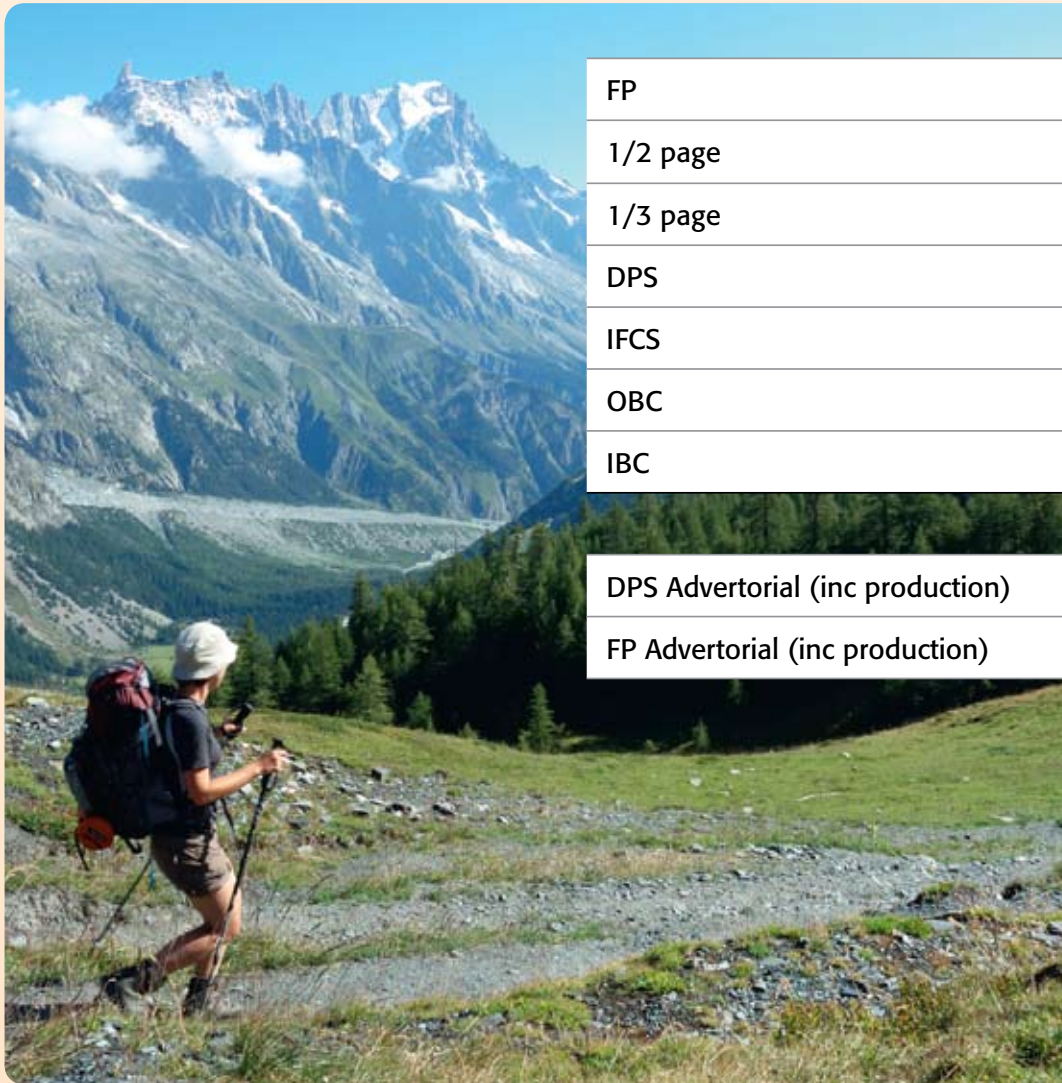 FP
1/2 page
1/3 page
DPS
IFCS
OBC
IBC
DPS Advertorial (inc production)
FP Advertorial (inc production)